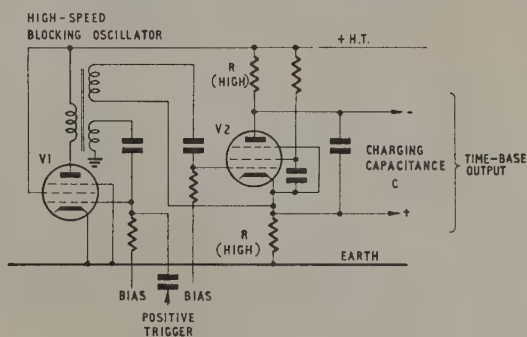 HIGH-SPEED
BLOCKING OSCILLATOR
+ H.T.
R
(HIGH)
V1
V2
-
CHARGING
CAPACITANCE
C
TIME-BASE
OUTPUT
+
R
(HIGH)
EARTH
BIAS
BIAS
POSITIVE
TRIGGER